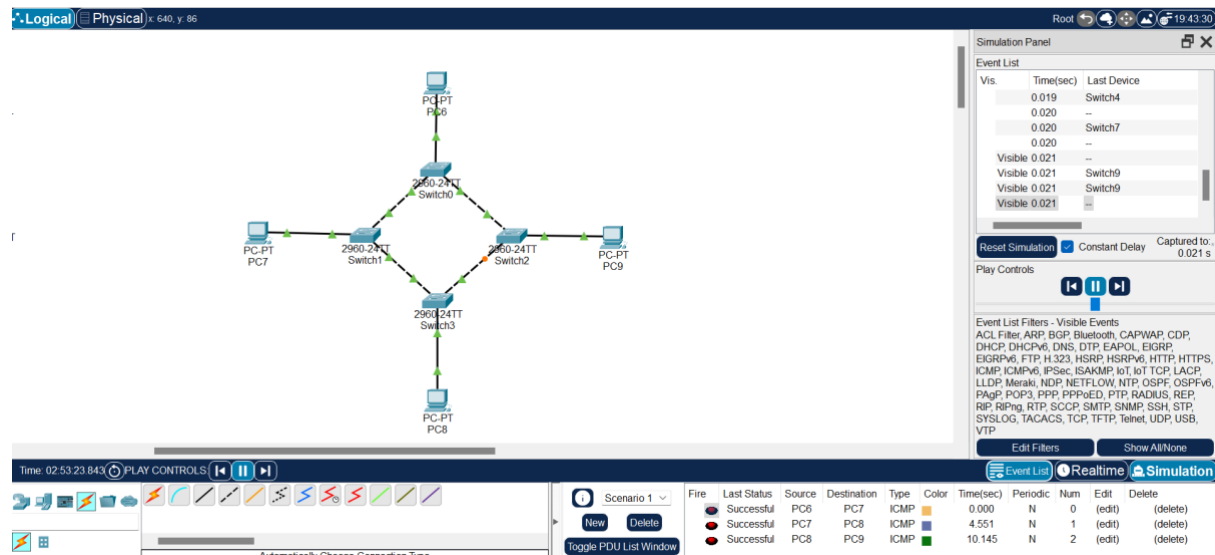 Logical Physical x: 640, y: 86 Root 19:43:30
PC-PT
PC6
2960-24TT
Switch0
PC-PT
PC7
2960-24TT
Switch1
2960-24TT
Switch2
PC-PT
PC9
2960-24TT
Switch3
PC-PT
PC8
Simulation Panel
Event List
Vis. Time(sec) Last Device
0.019 Switch4
0.020 --
0.020 Switch7
0.020 --
Visible 0.021 --
Visible 0.021 Switch9
Visible 0.021 Switch9
Visible 0.021 --
Reset Simulation Constant Delay Captured to:,
0.021 s
Play Controls
Event List Filters - Visible Events
ACL Filter, ARP, BGP, Bluetooth, CAPWAP, CDP,
DHCP, DHCPv6, DNS, DTP, EAPOL, EIGRP,
EIGRPv6, FTP, H.323, HSRP, HSRPv6, HTTP, HTTPS,
ICMP, ICMPv6, IPSec, ISAKMP, IoT, IoT TCP, LACP,
LLDP, Meraki, NDP, NETFLOW, NTP, OSPF, OSPFv6,
PAgP, POP3, PPP, PPPoED, PTP, RADIUS, REP,
RIP, RIPng, RTP, SCCP, SMTP, SNMP, SSH, STP,
SYSLOG, TACACS, TCP, TFTP, Telnet, UDP, USB,
VTP
Edit Filters Show All/None
Time: 02:53:23.843 PLAY CONTROLS: Event List Realtime Simulation
Scenario 1
New Delete
Toggle PDU List Window
Fire Last Status Source Destination Type Color Time(sec) Periodic Num Edit Delete
Successful PC6 PC7 ICMP 0.000 N 0 (edit) (delete)
Successful PC7 PC8 ICMP 4.551 N 1 (edit) (delete)
Successful PC8 PC9 ICMP 10.145 N 2 (edit) (delete)
Automatically Choose Connection Type